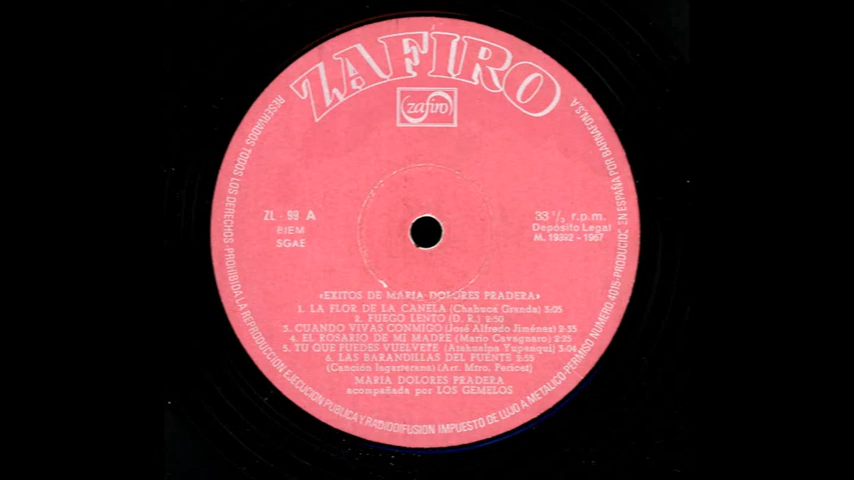 ZAFIRO
zafiro
ZL - 99 A
BIEM
SGAE
33 1/3 r.p.m.
Depósito Legal
M. 19392 - 1967
«EXITOS DE MARIA DOLORES PRADERA»
1. LA FLOR DE LA CANELA (Chabuca Granda) 3:05
2. FUEGO LENTO (D. R.) 2:50
3. CUANDO VIVAS CONMIGO (José Alfredo Jiménez) 2:35
4. EL ROSARIO DE MI MADRE (Mario Cavagnaro) 2:25
5. TU QUE PUEDES VUELVETE (Atahualpa Yupanqui) 3:04
6. LAS BARANDILLAS DEL PUENTE 2:55
(Canción lagarterana) (Arr. Mtro. Pericet)
MARIA DOLORES PRADERA
acompañada por LOS GEMELOS
RESERVADOS TODOS LOS DERECHOS-PROHIBIDA LA REPRODUCCION EJECUCION PUBLICA Y RADIODIFUSION IMPUESTO DE LUJO A METALICO-PERMISO NUMERO, 4015-PRODUCIDO EN ESPAÑA POR BARNAFON, S.A.